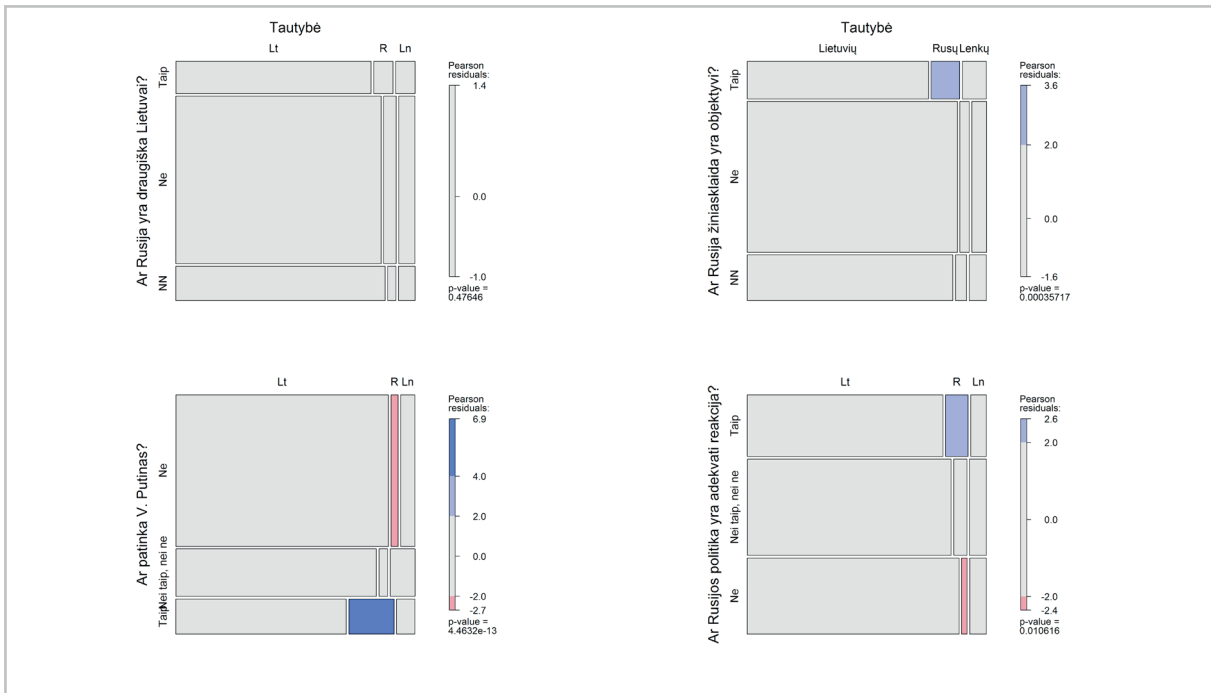 Tautybė
Lt R Ln
Ar Rusija yra draugiška Lietuvai?
Taip
Ne
NN
Pearson
residuals:
1.4
0.0
-1.0
p-value =
0.47646
Tautybė
Lietuvių Rusų Lenkų
Ar Rusija žiniasklaida yra objektyvi?
Taip
Ne
NN
Pearson
residuals:
3.6
2.0
0.0
-1.6
p-value =
0.00035717
Lt R Ln
Ar patinka V. Putinas?
Ne
Nei taip, nei ne
Taip
Pearson
residuals:
6.9
4.0
2.0
0.0
-2.0
-2.7
p-value =
4.4632e-13
Lt R Ln
Ar Rusijos politika yra adekvati reakcija?
Taip
Nei taip, nei ne
Ne
Pearson
residuals:
2.6
2.0
0.0
-2.0
-2.4
p-value =
0.010616